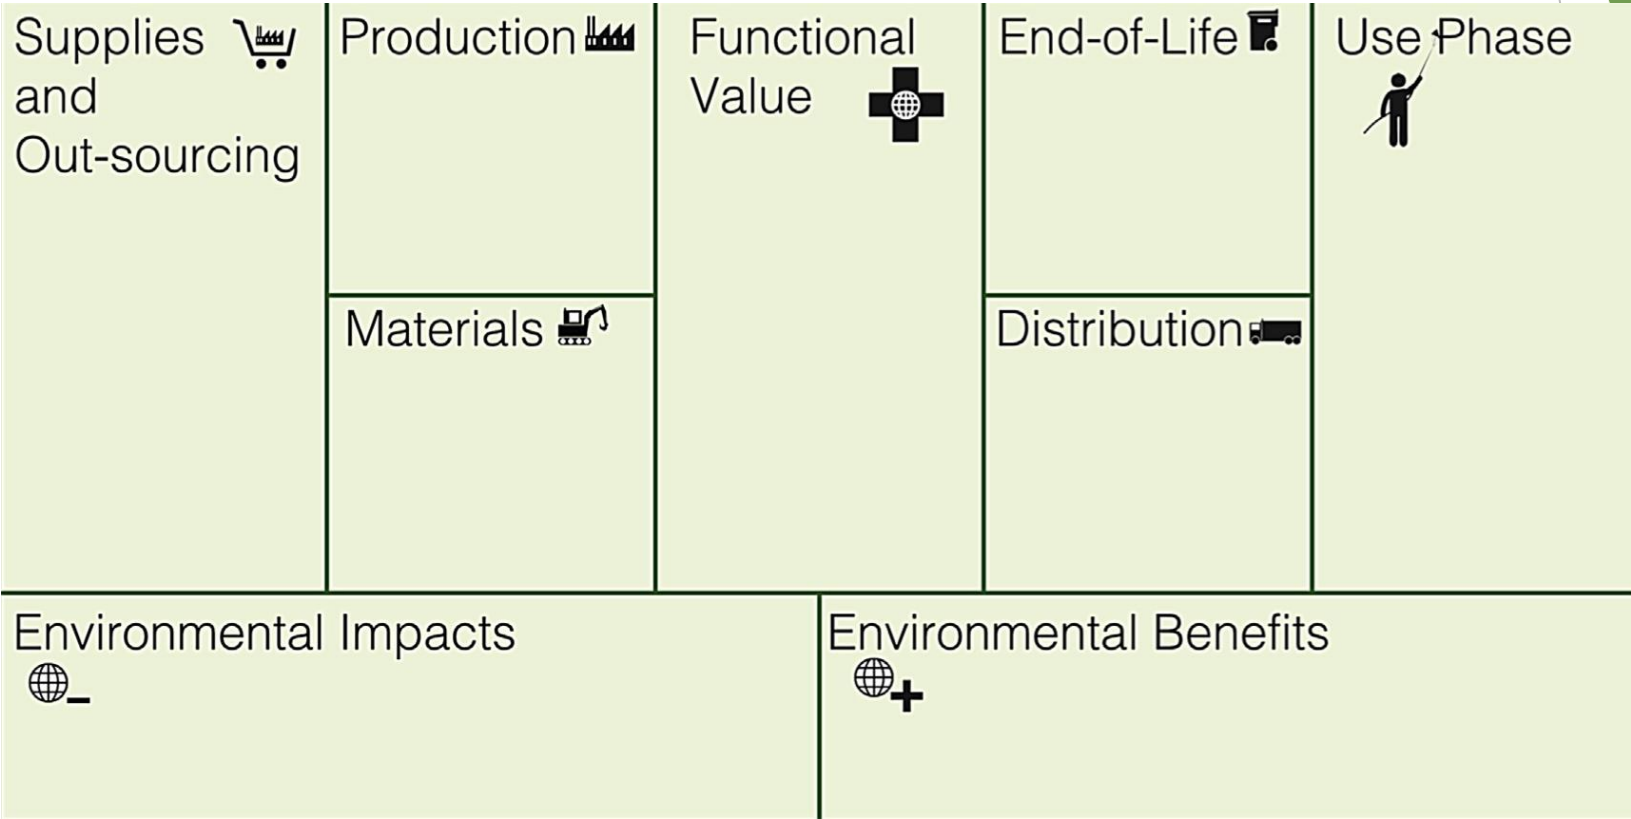 Supplies
and
Out-sourcing
Production
Materials
Functional
Value
End-of-Life
Distribution
Use Phase
Environmental Impacts
Environmental Benefits